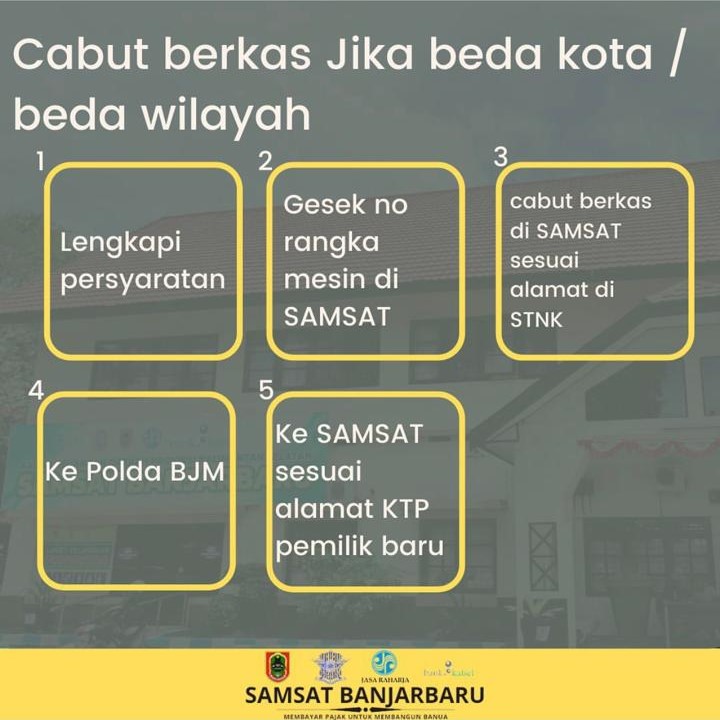 Cabut berkas Jika beda kota /
beda wilayah
1
Lengkapi
persyaratan
2
Gesek no
rangka
mesin di
SAMSAT
3
cabut berkas
di SAMSAT
sesuai
alamat di
STNK
4
Ke Polda BJM
5
Ke SAMSAT
sesuai
alamat KTP
pemilik baru
SAMSAT BANJARBARU
JASA RAHARJA
bank kalsel
SAMSAT BANJARBARU
MEMBAYAR PAJAK UNTUK MEMBANGUN BANUA